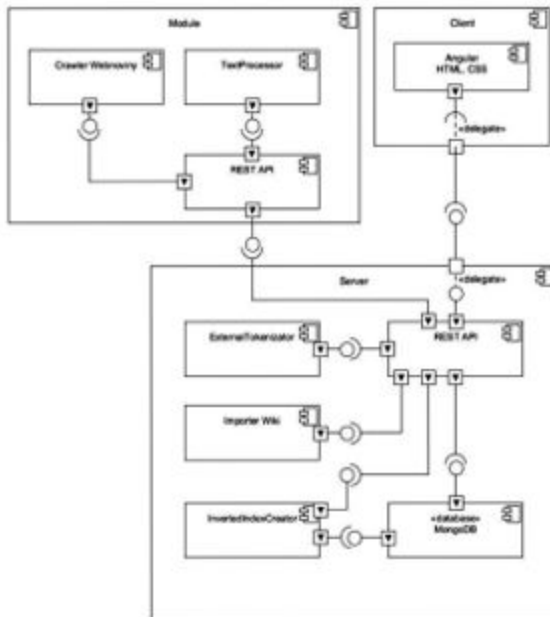 Module
Client
Crawler Webnoviny
TextProcessor
Angular
HTML, CSS
«delegate»
REST API
«delegate»
Server
ExternalTokenizator
REST API
Importer Wiki
InvertedIndexCreator
«database»
MongoDB